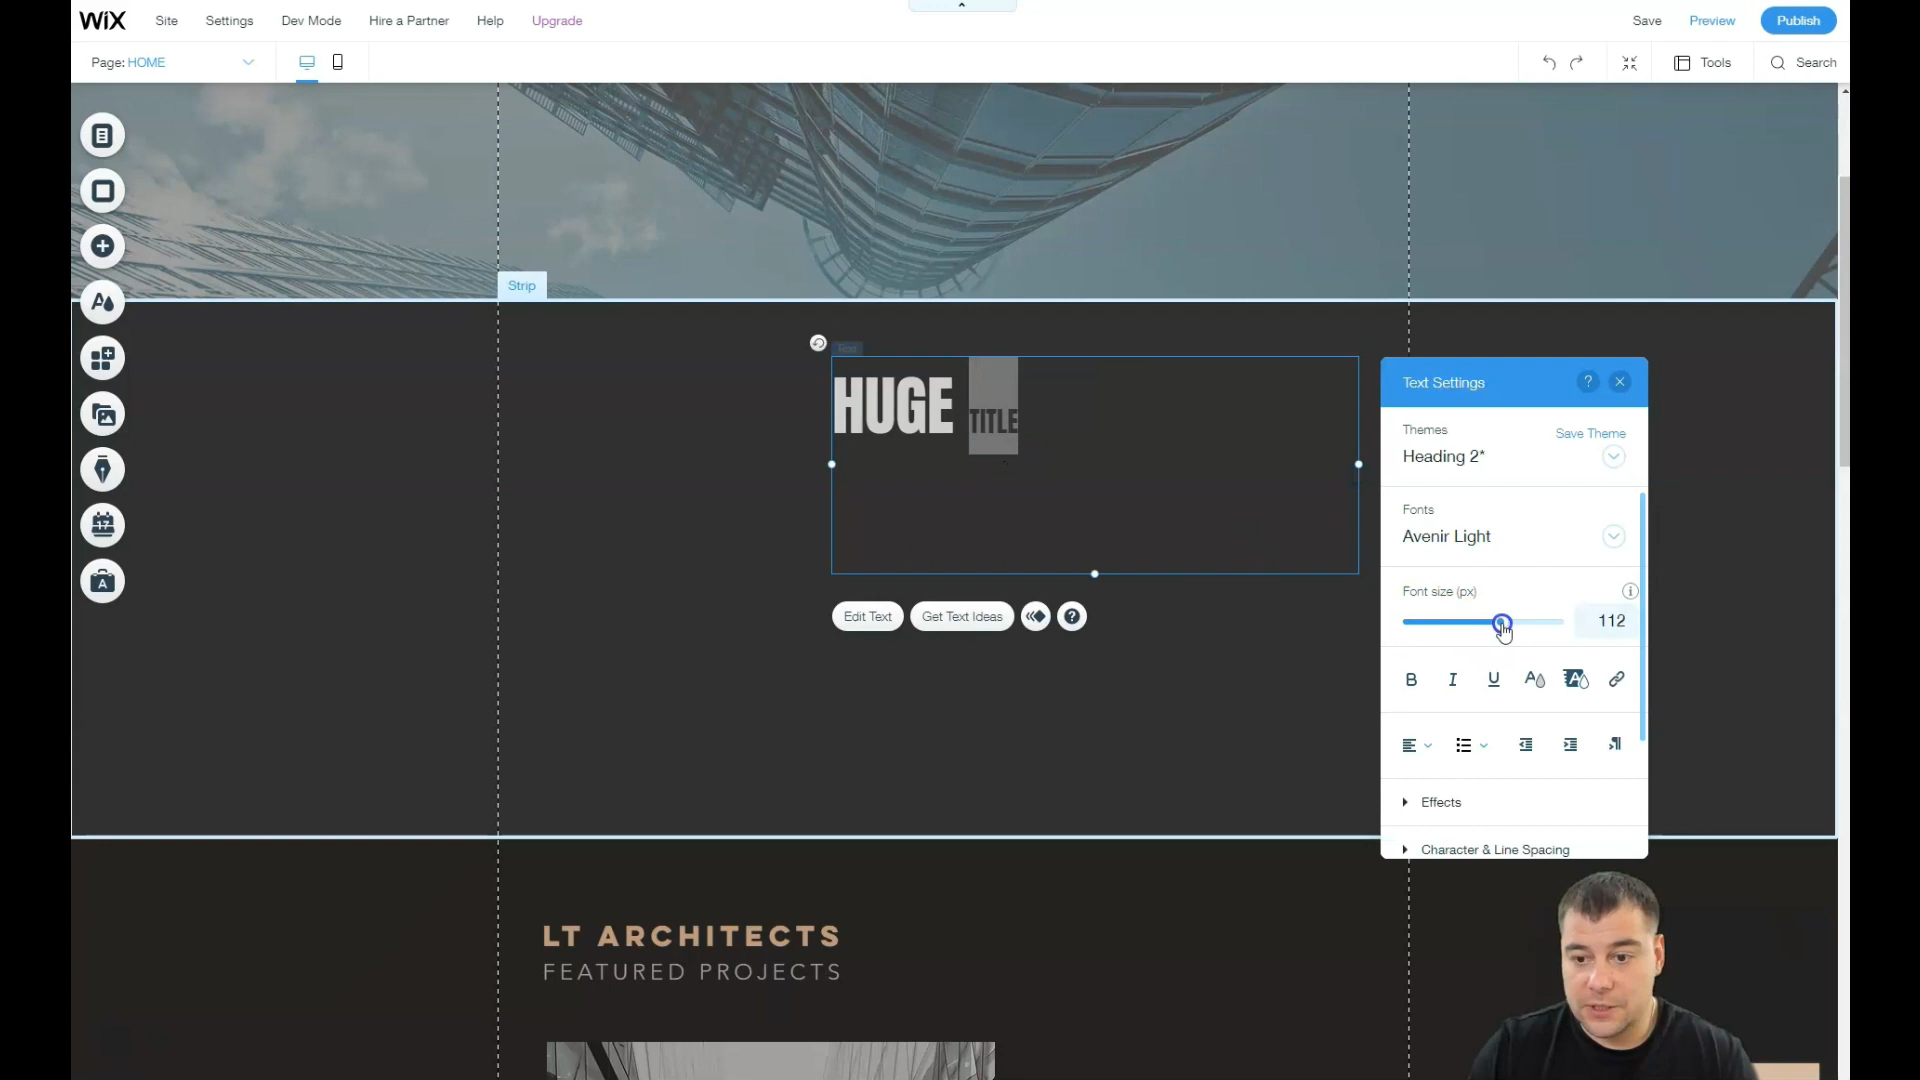 WiX Site Settings Dev Mode Hire a Partner Help Upgrade Save Preview Publish
Page: HOME Tools Search
Strip
HUGE TITLE
Edit Text Get Text Ideas ?
Text Settings ?
Themes Save Theme
Heading 2*
Fonts
Avenir Light
Font size (px)
112
B I U A A
Effects
Character & Line Spacing
17
A
LT ARCHITECTS
FEATURED PROJECTS